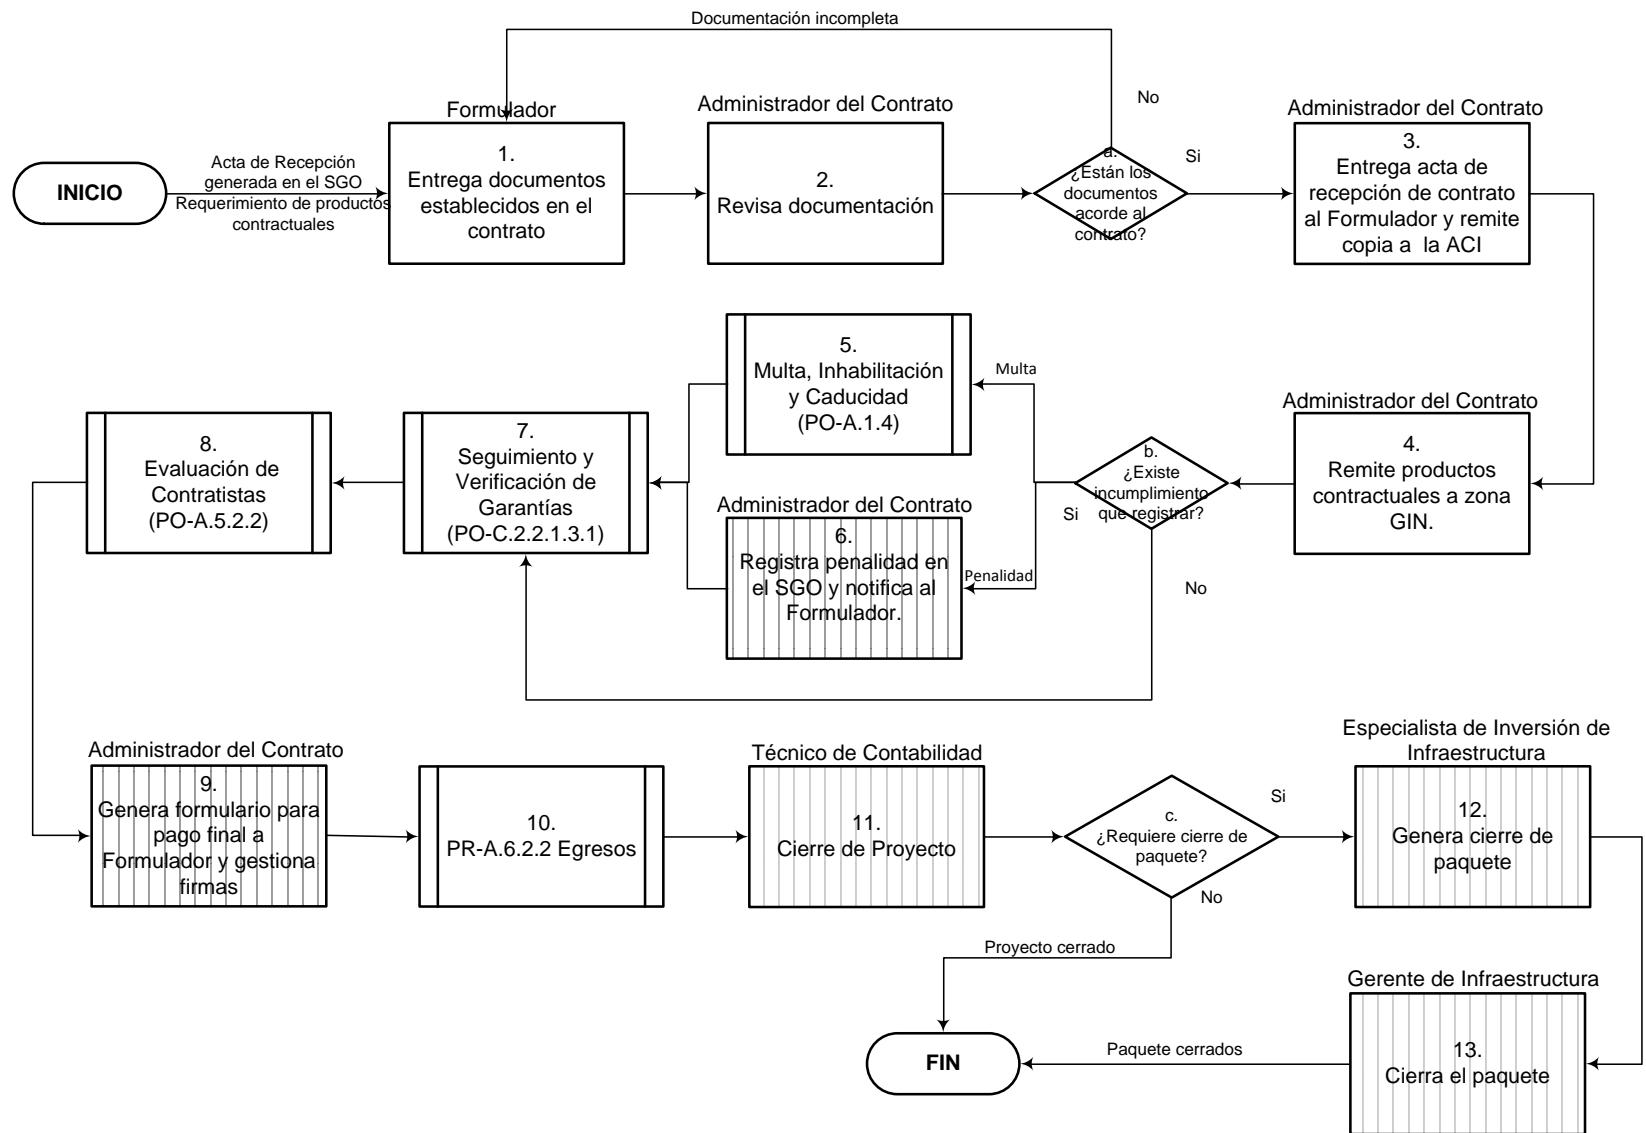 Documentación incompleta
Formulador
Administrador del Contrato
No
Administrador del Contrato
INICIO
Acta de Recepción
generada en el SGO
Requerimiento de productos
contractuales
1.
Entrega documentos
establecidos en el
contrato
2.
Revisa documentación
a.
¿Están los
documentos
acorde al
contrato?
Si
3.
Entrega acta de
recepción de contrato
al Formulador y remite
copia a  la ACI
Administrador del Contrato
4.
Remite productos
contractuales a zona
GIN.
b.
¿Existe
incumplimiento
que registrar?
Si
No
Multa
5.
Multa, Inhabilitación
y Caducidad
(PO-A.1.4)
Penalidad
Administrador del Contrato
6.
Registra penalidad en
el SGO y notifica al
Formulador.
7.
Seguimiento y
Verificación de
Garantías
(PO-C.2.2.1.3.1)
8.
Evaluación de
Contratistas
(PO-A.5.2.2)
Administrador del Contrato
9.
Genera formulario para
pago final a
Formulador y gestiona
firmas
10.
PR-A.6.2.2 Egresos
Técnico de Contabilidad
11.
Cierre de Proyecto
c.
¿Requiere cierre de
paquete?
Si
No
Especialista de Inversión de
Infraestructura
12.
Genera cierre de
paquete
Proyecto cerrado
Gerente de Infraestructura
13.
Cierra el paquete
Paquete cerrados
FIN